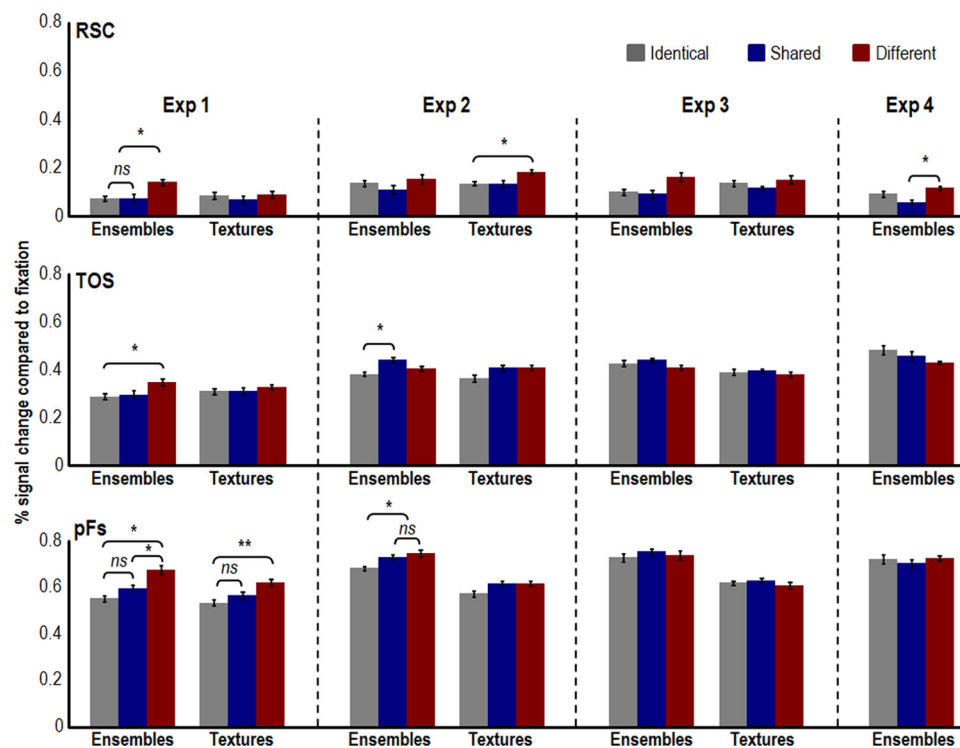 0.8
RSC
Identical Shared Different
0.6
Exp 1 Exp 2 Exp 3 Exp 4
0.4
* * *
0.2
ns
0
Ensembles Textures Ensembles Textures Ensembles Textures Ensembles
% signal change compared to fixation
0.8
TOS
0.6
*
0.4
*
0.2
0
Ensembles Textures Ensembles Textures Ensembles Textures Ensembles
pFs
*
0.8
* ** ns
ns * ns
0.6
0.4
0.2
0
Ensembles Textures Ensembles Textures Ensembles Textures Ensembles